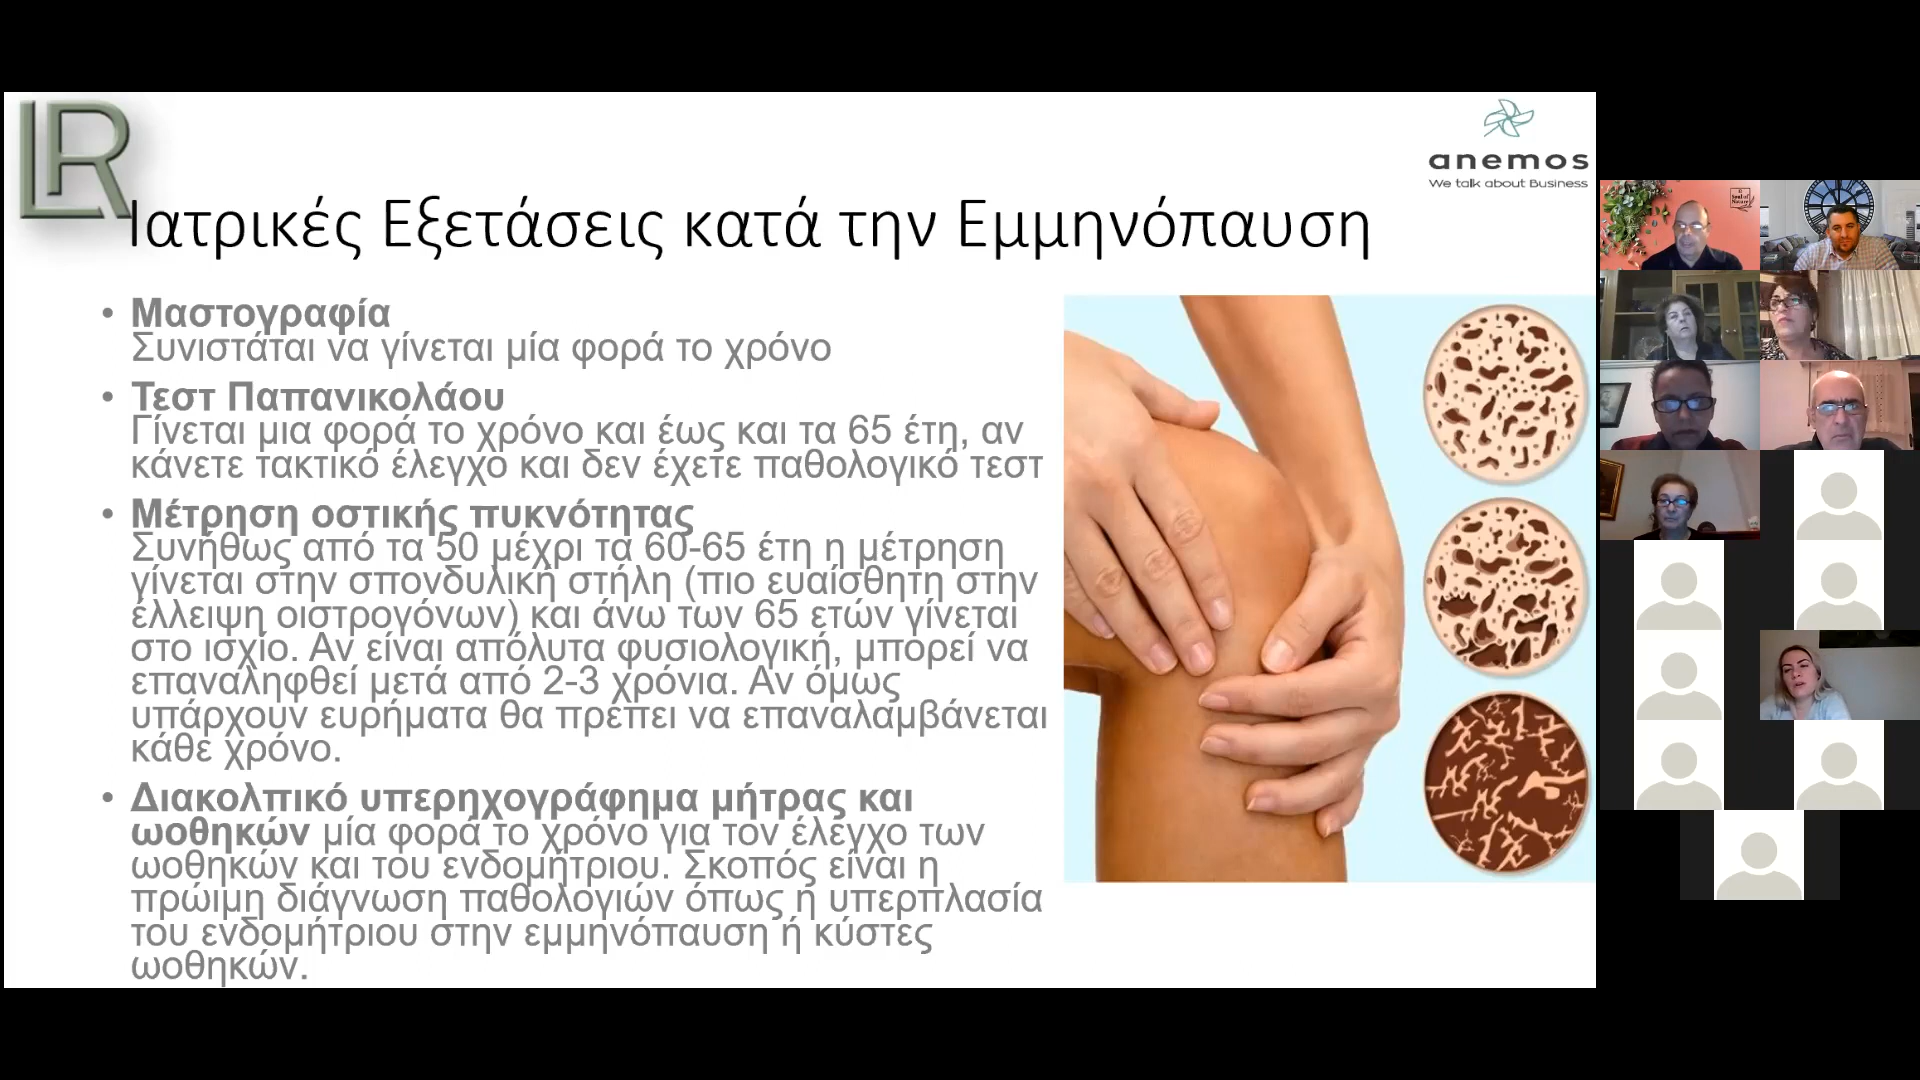 LR
anemos
We talk about Business
Ιατρικές Εξετάσεις κατά την Εμμηνόπαυση
• Μαστογραφία
Συνιστάται να γίνεται μία φορά το χρόνο
• Τεστ Παπανικολάου
Γίνεται μια φορά το χρόνο και έως και τα 65 έτη, αν
κάνετε τακτικό έλεγχο και δεν έχετε παθολογικό τεστ
• Μέτρηση οστικής πυκνότητας
Συνήθως από τα 50 μέχρι τα 60-65 έτη η μέτρηση
γίνεται στην σπονδυλική στήλη (πιο ευαίσθητη στην
έλλειψη οιστρογόνων) και άνω των 65 ετών γίνεται
στο ισχίο. Αν είναι απόλυτα φυσιολογική, μπορεί να
επαναληφθεί μετά από 2-3 χρόνια. Αν όμως
υπάρχουν ευρήματα θα πρέπει να επαναλαμβάνεται
κάθε χρόνο.
• Διακολπικό υπερηχογράφημα μήτρας και
ωοθηκών μία φορά το χρόνο για τον έλεγχο των
ωοθηκών και του ενδομήτριου. Σκοπός είναι η
πρώιμη διάγνωση παθολογιών όπως η υπερπλασία
του ενδομήτριου στην εμμηνόπαυση ή κύστες
ωοθηκών.
Soul of
Nature